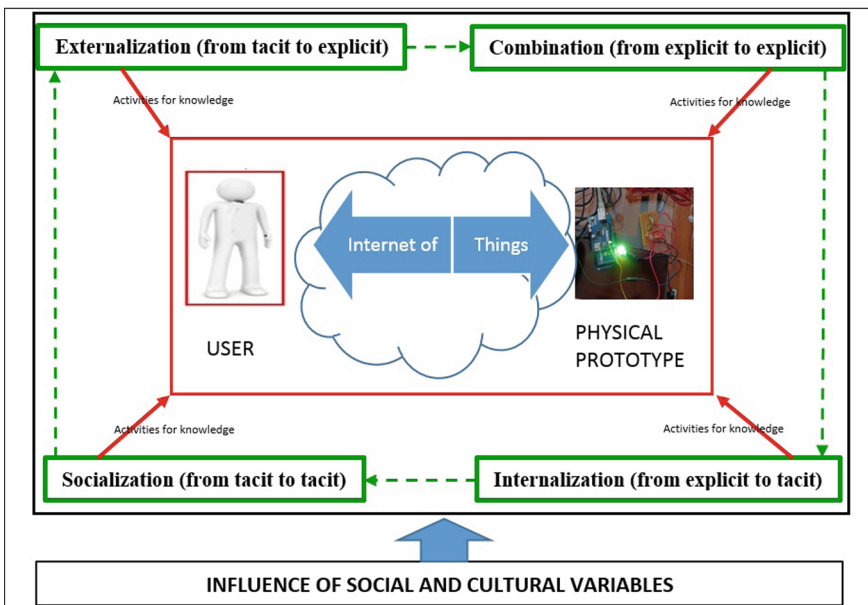 Externalization (from tacit to explicit)
Combination (from explicit to explicit)
Activities for knowledge
Activities for knowledge
Internet of
Things
USER
PHYSICAL
PROTOTYPE
Activities for knowledge
Activities for knowledge
Socialization (from tacit to tacit)
Internalization (from explicit to tacit)
INFLUENCE OF SOCIAL AND CULTURAL VARIABLES